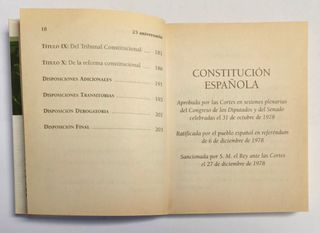 18
25 aniversario
TÍTULO IX: Del Tribunal Constitucional
TÍTULO X: De la reforma constitucional
DISPOSICIONES ADICIONALES
DISPOSICIONES TRANSITORIAS
DISPOSICIÓN DEROGATORIA
DISPOSICIÓN FINAL
CONSTITUCIÓN
ESPAÑOLA
Aprobada por las Cortes en sesiones plenarias
del Congreso de los Diputados y del Senado
celebradas el 31 de octubre de 1978
Ratificada por el pueblo español en referéndum
de 6 de diciembre de 1978
Sancionada por S. M. el Rey ante las Cortes
el 27 de diciembre de 1978